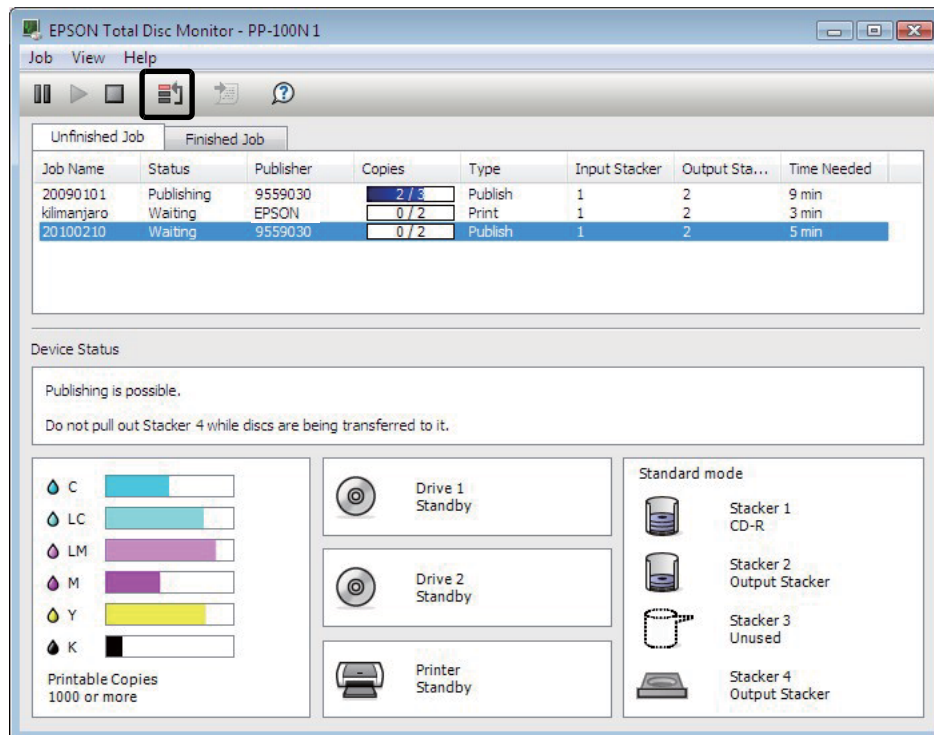 EPSON Total Disc Monitor - PP-100N 1
Job View Help
Unfinished Job Finished Job
Job Name Status Publisher Copies Type Input Stacker Output Sta... Time Needed
20090101 Publishing 9559030 2 / 3 Publish 1 2 9 min
kilimanjaro Waiting EPSON 0 / 2 Print 1 2 3 min
20100210 Waiting 9559030 0 / 2 Publish 1 2 5 min
Device Status
Publishing is possible.
Do not pull out Stacker 4 while discs are being transferred to it.
C
LC
LM
M
Y
K
Printable Copies
1000 or more
Drive 1
Standby
Drive 2
Standby
Printer
Standby
Standard mode
Stacker 1
CD-R
Stacker 2
Output Stacker
Stacker 3
Unused
Stacker 4
Output Stacker